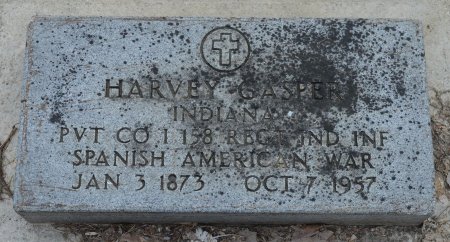 HARVEY GASPER
INDIANA
PVT CO I 158 REGT IND INF
SPANISH AMERICAN WAR
JAN 3 1873 OCT 7 1957